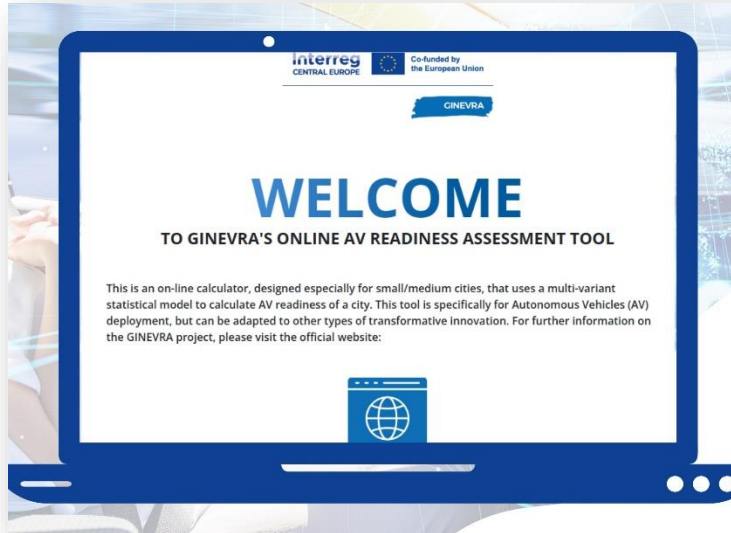 Interreg
CENTRAL EUROPE
Co-funded by
the European Union
GINEVRA
WELCOME
TO GINEVRA'S ONLINE AV READINESS ASSESSMENT TOOL
This is an on-line calculator, designed especially for small/medium cities, that uses a multi-variant
statistical model to calculate AV readiness of a city. This tool is specifically for Autonomous Vehicles (AV)
deployment, but can be adapted to other types of transformative innovation. For further information on
the GINEVRA project, please visit the official website: